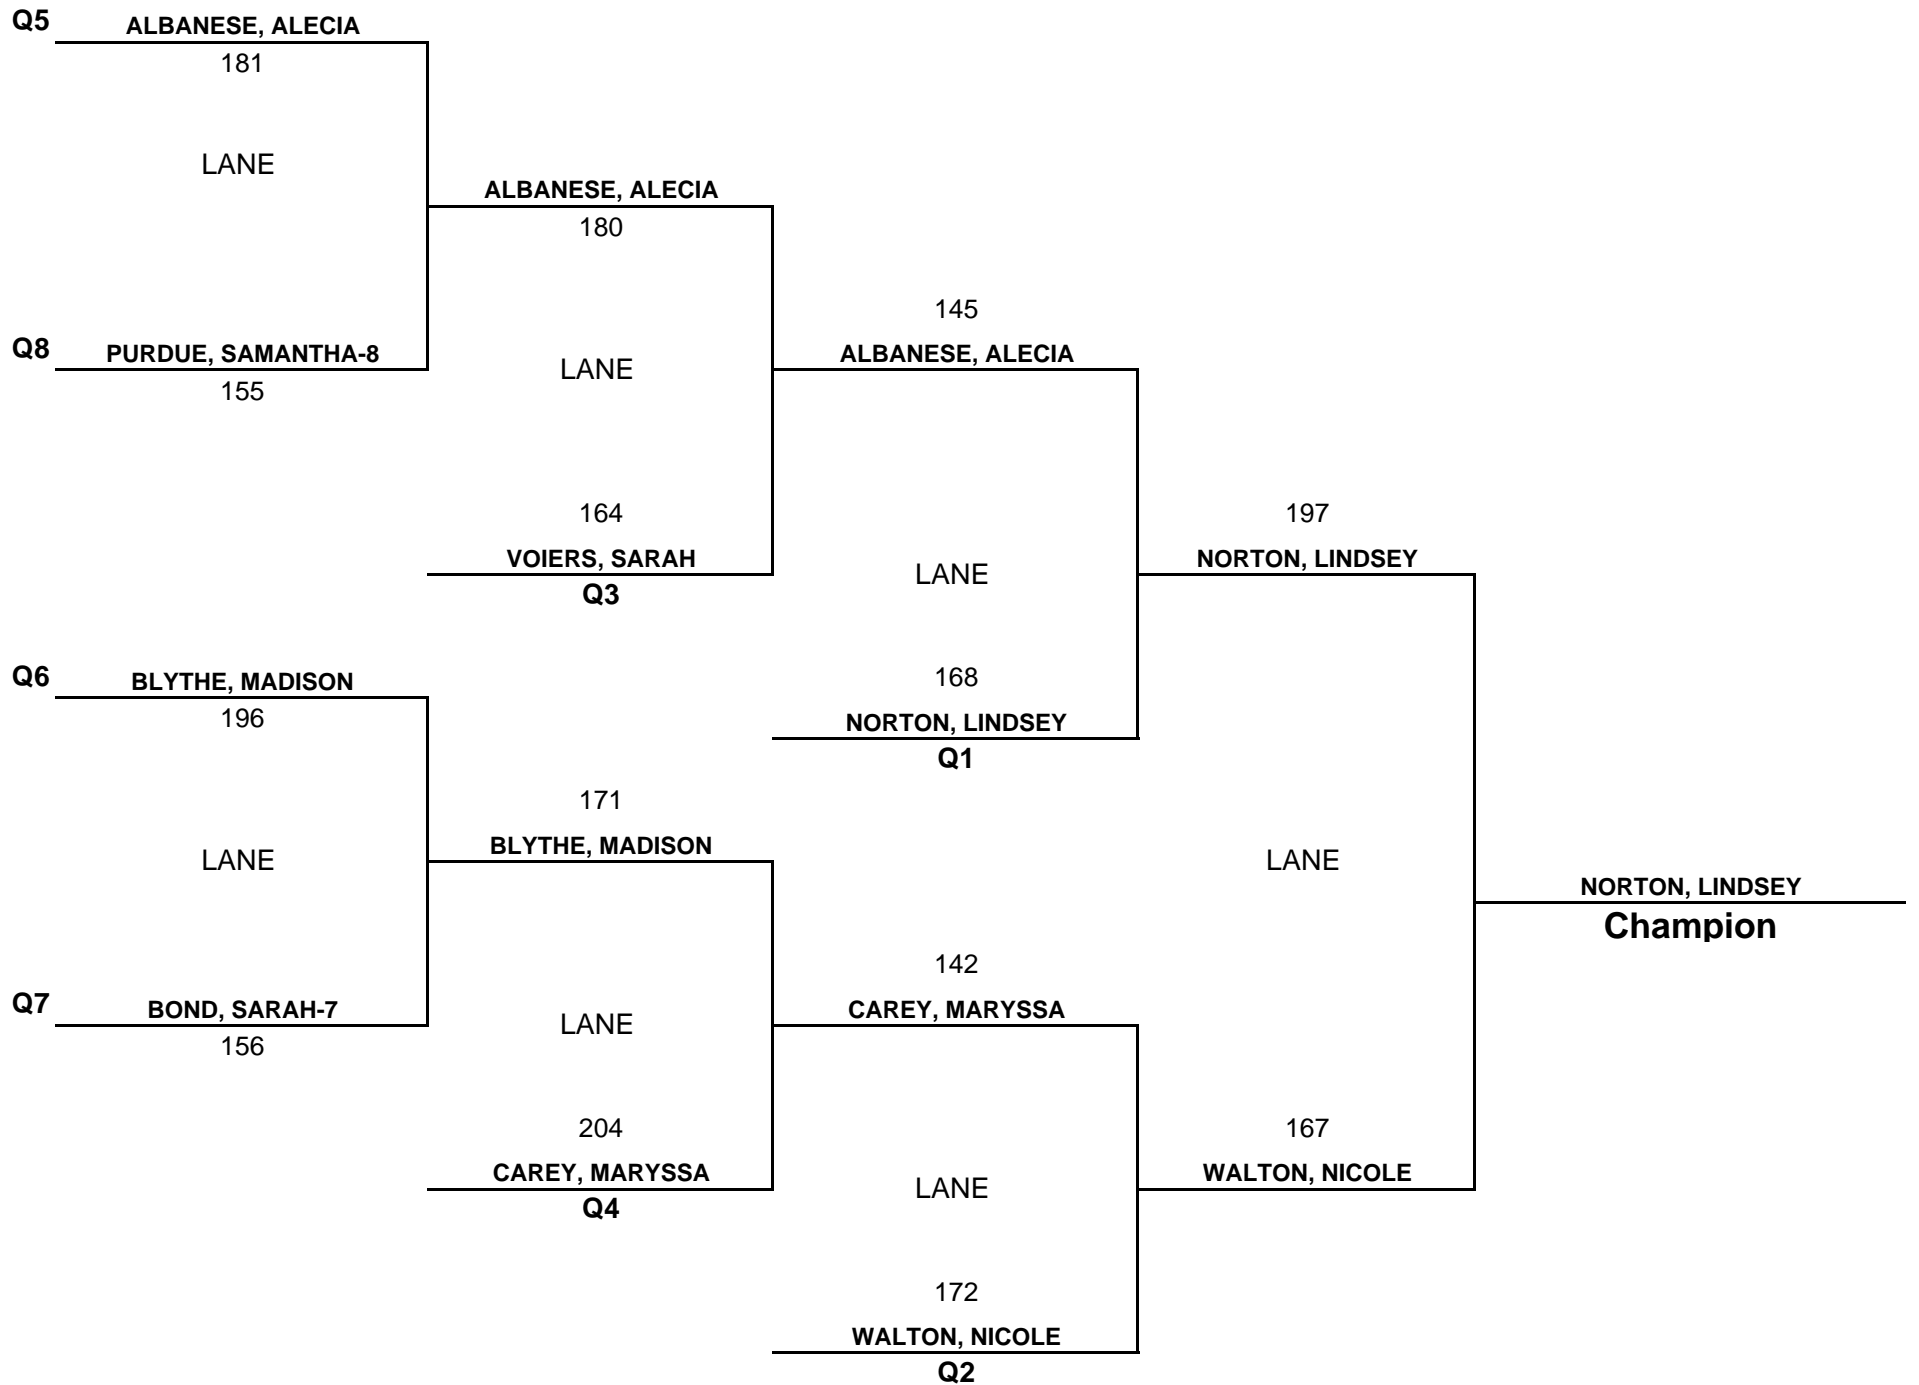 Q5 ALBANESE, ALECIA
181
LANE
ALBANESE, ALECIA
180
145
Q8 PURDUE, SAMANTHA-8
ALBANESE, ALECIA
LANE
155
164
197
VOIERS, SARAH
NORTON, LINDSEY
LANE
Q3
Q6 BLYTHE, MADISON
168
196
NORTON, LINDSEY
Q1
171
BLYTHE, MADISON
LANE
LANE
NORTON, LINDSEY
Champion
142
Q7 BOND, SARAH-7
CAREY, MARYSSA
LANE
156
204
167
CAREY, MARYSSA
WALTON, NICOLE
LANE
Q4
172
WALTON, NICOLE
Q2